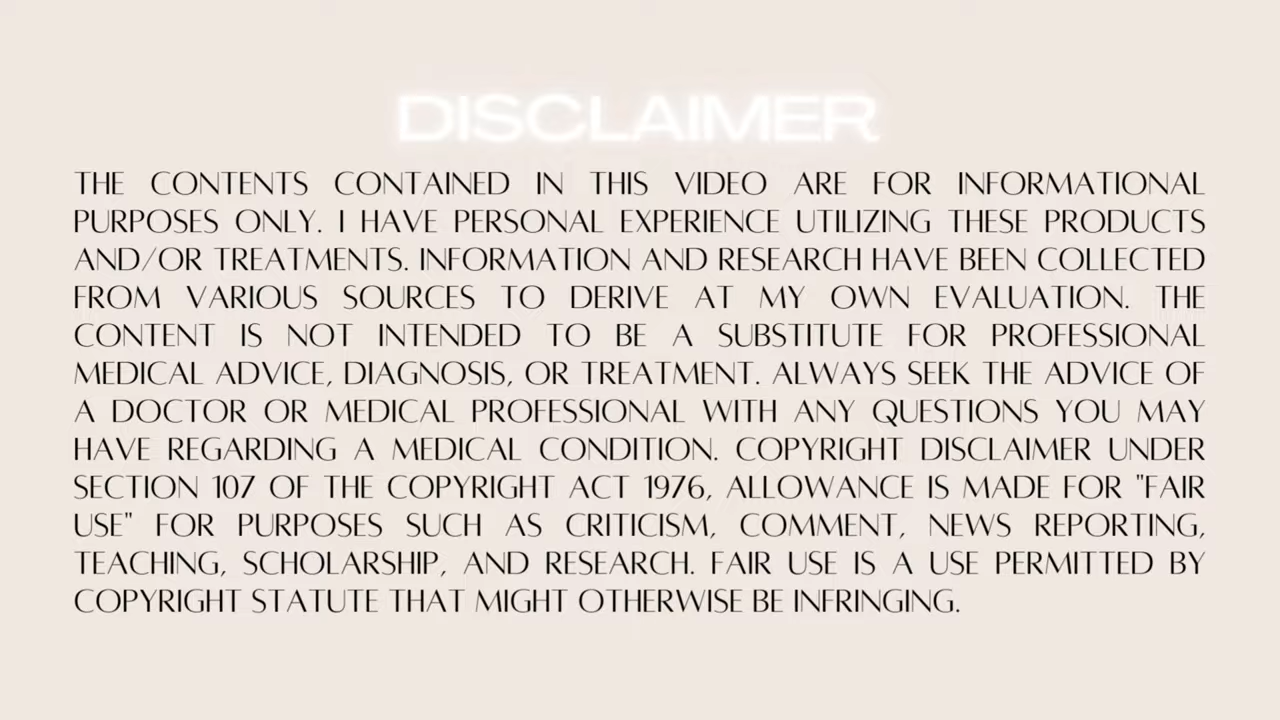 DISCLAIMER
THE CONTENTS CONTAINED IN THIS VIDEO ARE FOR INFORMATIONAL
PURPOSES ONLY. I HAVE PERSONAL EXPERIENCE UTILIZING THESE PRODUCTS
AND/OR TREATMENTS. INFORMATION AND RESEARCH HAVE BEEN COLLECTED
FROM VARIOUS SOURCES TO DERIVE AT MY OWN EVALUATION. THE
CONTENT IS NOT INTENDED TO BE A SUBSTITUTE FOR PROFESSIONAL
MEDICAL ADVICE, DIAGNOSIS, OR TREATMENT. ALWAYS SEEK THE ADVICE OF
A DOCTOR OR MEDICAL PROFESSIONAL WITH ANY QUESTIONS YOU MAY
HAVE REGARDING A MEDICAL CONDITION. COPYRIGHT DISCLAIMER UNDER
SECTION 107 OF THE COPYRIGHT ACT 1976, ALLOWANCE IS MADE FOR "FAIR
USE" FOR PURPOSES SUCH AS CRITICISM, COMMENT, NEWS REPORTING,
TEACHING, SCHOLARSHIP, AND RESEARCH. FAIR USE IS A USE PERMITTED BY
COPYRIGHT STATUTE THAT MIGHT OTHERWISE BE INFRINGING.